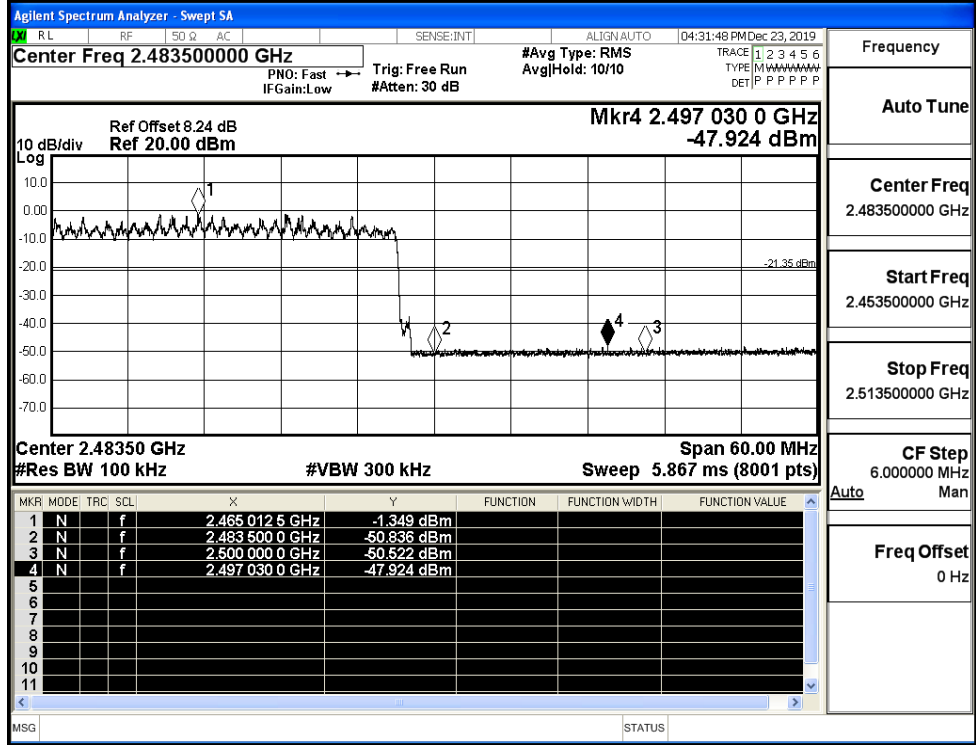 Agilent Spectrum Analyzer - Swept SA
LXI RL RF 50 Ω AC SENSE:INT ALIGN AUTO 04:31:48 PM Dec 23, 2019
Center Freq 2.483500000 GHz
PNO: Fast
IFGain:Low
Trig: Free Run
#Atten: 30 dB
#Avg Type: RMS
Avg|Hold: 10/10
TRACE 1 2 3 4 5 6
TYPE M WWWWW
DET P P P P P P
Frequency
Auto Tune
Center Freq
2.483500000 GHz
Start Freq
2.453500000 GHz
Stop Freq
2.513500000 GHz
CF Step
6.000000 MHz
Auto Man
Freq Offset
0 Hz
Mkr4 2.497 030 0 GHz
-47.924 dBm
Ref Offset 8.24 dB
10 dB/div Ref 20.00 dBm
Log
10.0
0.00
-10.0
-20.0
-30.0
-40.0
-50.0
-60.0
-70.0
1
2
4
3
-21.35 dBm
Center 2.48350 GHz Span 60.00 MHz
#Res BW 100 kHz #VBW 300 kHz Sweep 5.867 ms (8001 pts)
MKR MODE TRC SCL X Y FUNCTION FUNCTION WIDTH FUNCTION VALUE
1 N f 2.465 012 5 GHz -1.349 dBm
2 N f 2.483 500 0 GHz -50.836 dBm
3 N f 2.500 000 0 GHz -50.522 dBm
4 N f 2.497 030 0 GHz -47.924 dBm
5
6
7
8
9
10
11
MSG STATUS